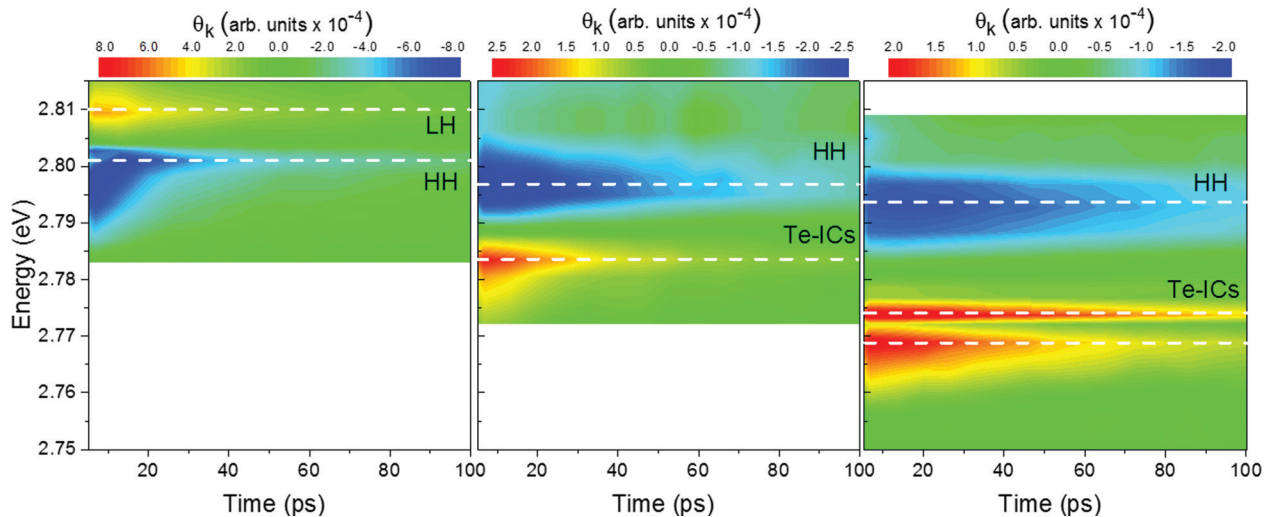 θk (arb. units x 10-4)
8.0 6.0 4.0 2.0 0.0 -2.0 -4.0 -6.0 -8.0
θk (arb. units x 10-4)
2.5 2.0 1.5 1.0 0.5 0.0 -0.5 -1.0 -1.5 -2.0 -2.5
θk (arb. units x 10-4)
2.0 1.5 1.0 0.5 0.0 -0.5 -1.0 -1.5 -2.0
Energy (eV)
2.81
2.80
2.79
2.78
2.77
2.76
2.75
LH
HH
20 40 60 80 100
Time (ps)
HH
Te-ICs
20 40 60 80 100
Time (ps)
HH
Te-ICs
20 40 60 80 100
Time (ps)